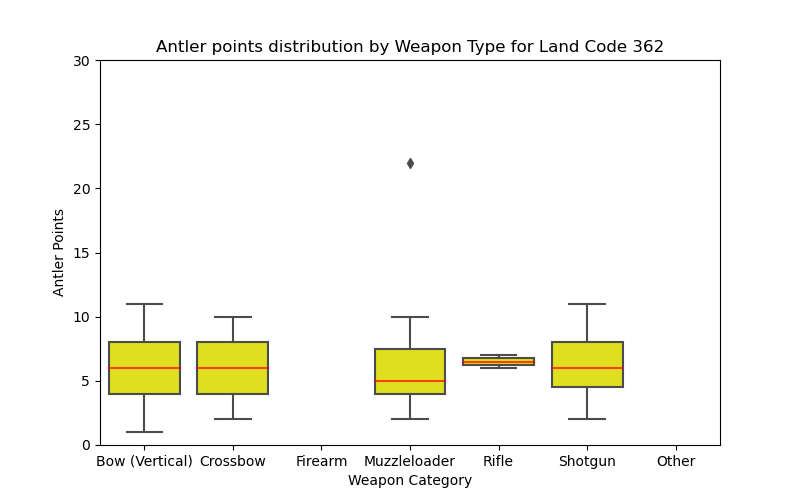 Antler points distribution by Weapon Type for Land Code 362
30
25
20
15
10
5
0
Antler Points
Bow (Vertical) Crossbow Firearm Muzzleloader Rifle Shotgun Other
Weapon Category